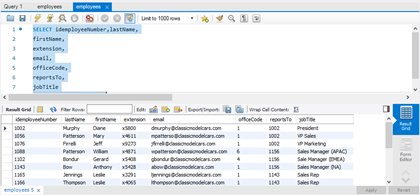 Query 1 employees employees
Limit to 1000 rows
1 SELECT idemployeeNumber,lastName,
2 firstName,
3 extension,
4 email,
5 officeCode,
6 reportsTo,
7 jobTitle
Result Grid Filter Rows: Edit: Export/Import: Wrap Cell Content:
idemployeeNumber lastName firstName extension email officeCode reportsTo jobTitle
1002 Murphy Diane x5800 dmurphy@classicmodelcars.com 1 President
1056 Patterson Mary x4611 mpatterso@classicmodelcars.com 1 1002 VP Sales
1076 Firrelli Jeff x9273 jfirrelli@classicmodelcars.com 1 1002 VP Marketing
1088 Patterson William x4871 wpatterson@classicmodelcars.com 6 1056 Sales Manager (APAC)
1102 Bondur Gerard x5408 gbondur@classicmodelcars.com 4 1056 Sale Manager (EMEA)
1143 Bow Anthony x5428 abow@classicmodelcars.com 1 1056 Sales Manager (NA)
1165 Jennings Leslie x3291 ljennings@classicmodelcars.com 1 1143 Sales Rep
1166 Thompson Leslie x4065 lthompson@classicmodelcars.com 1 1143 Sales Rep
Result Grid
Form Editor
employees 5
Apply Revert